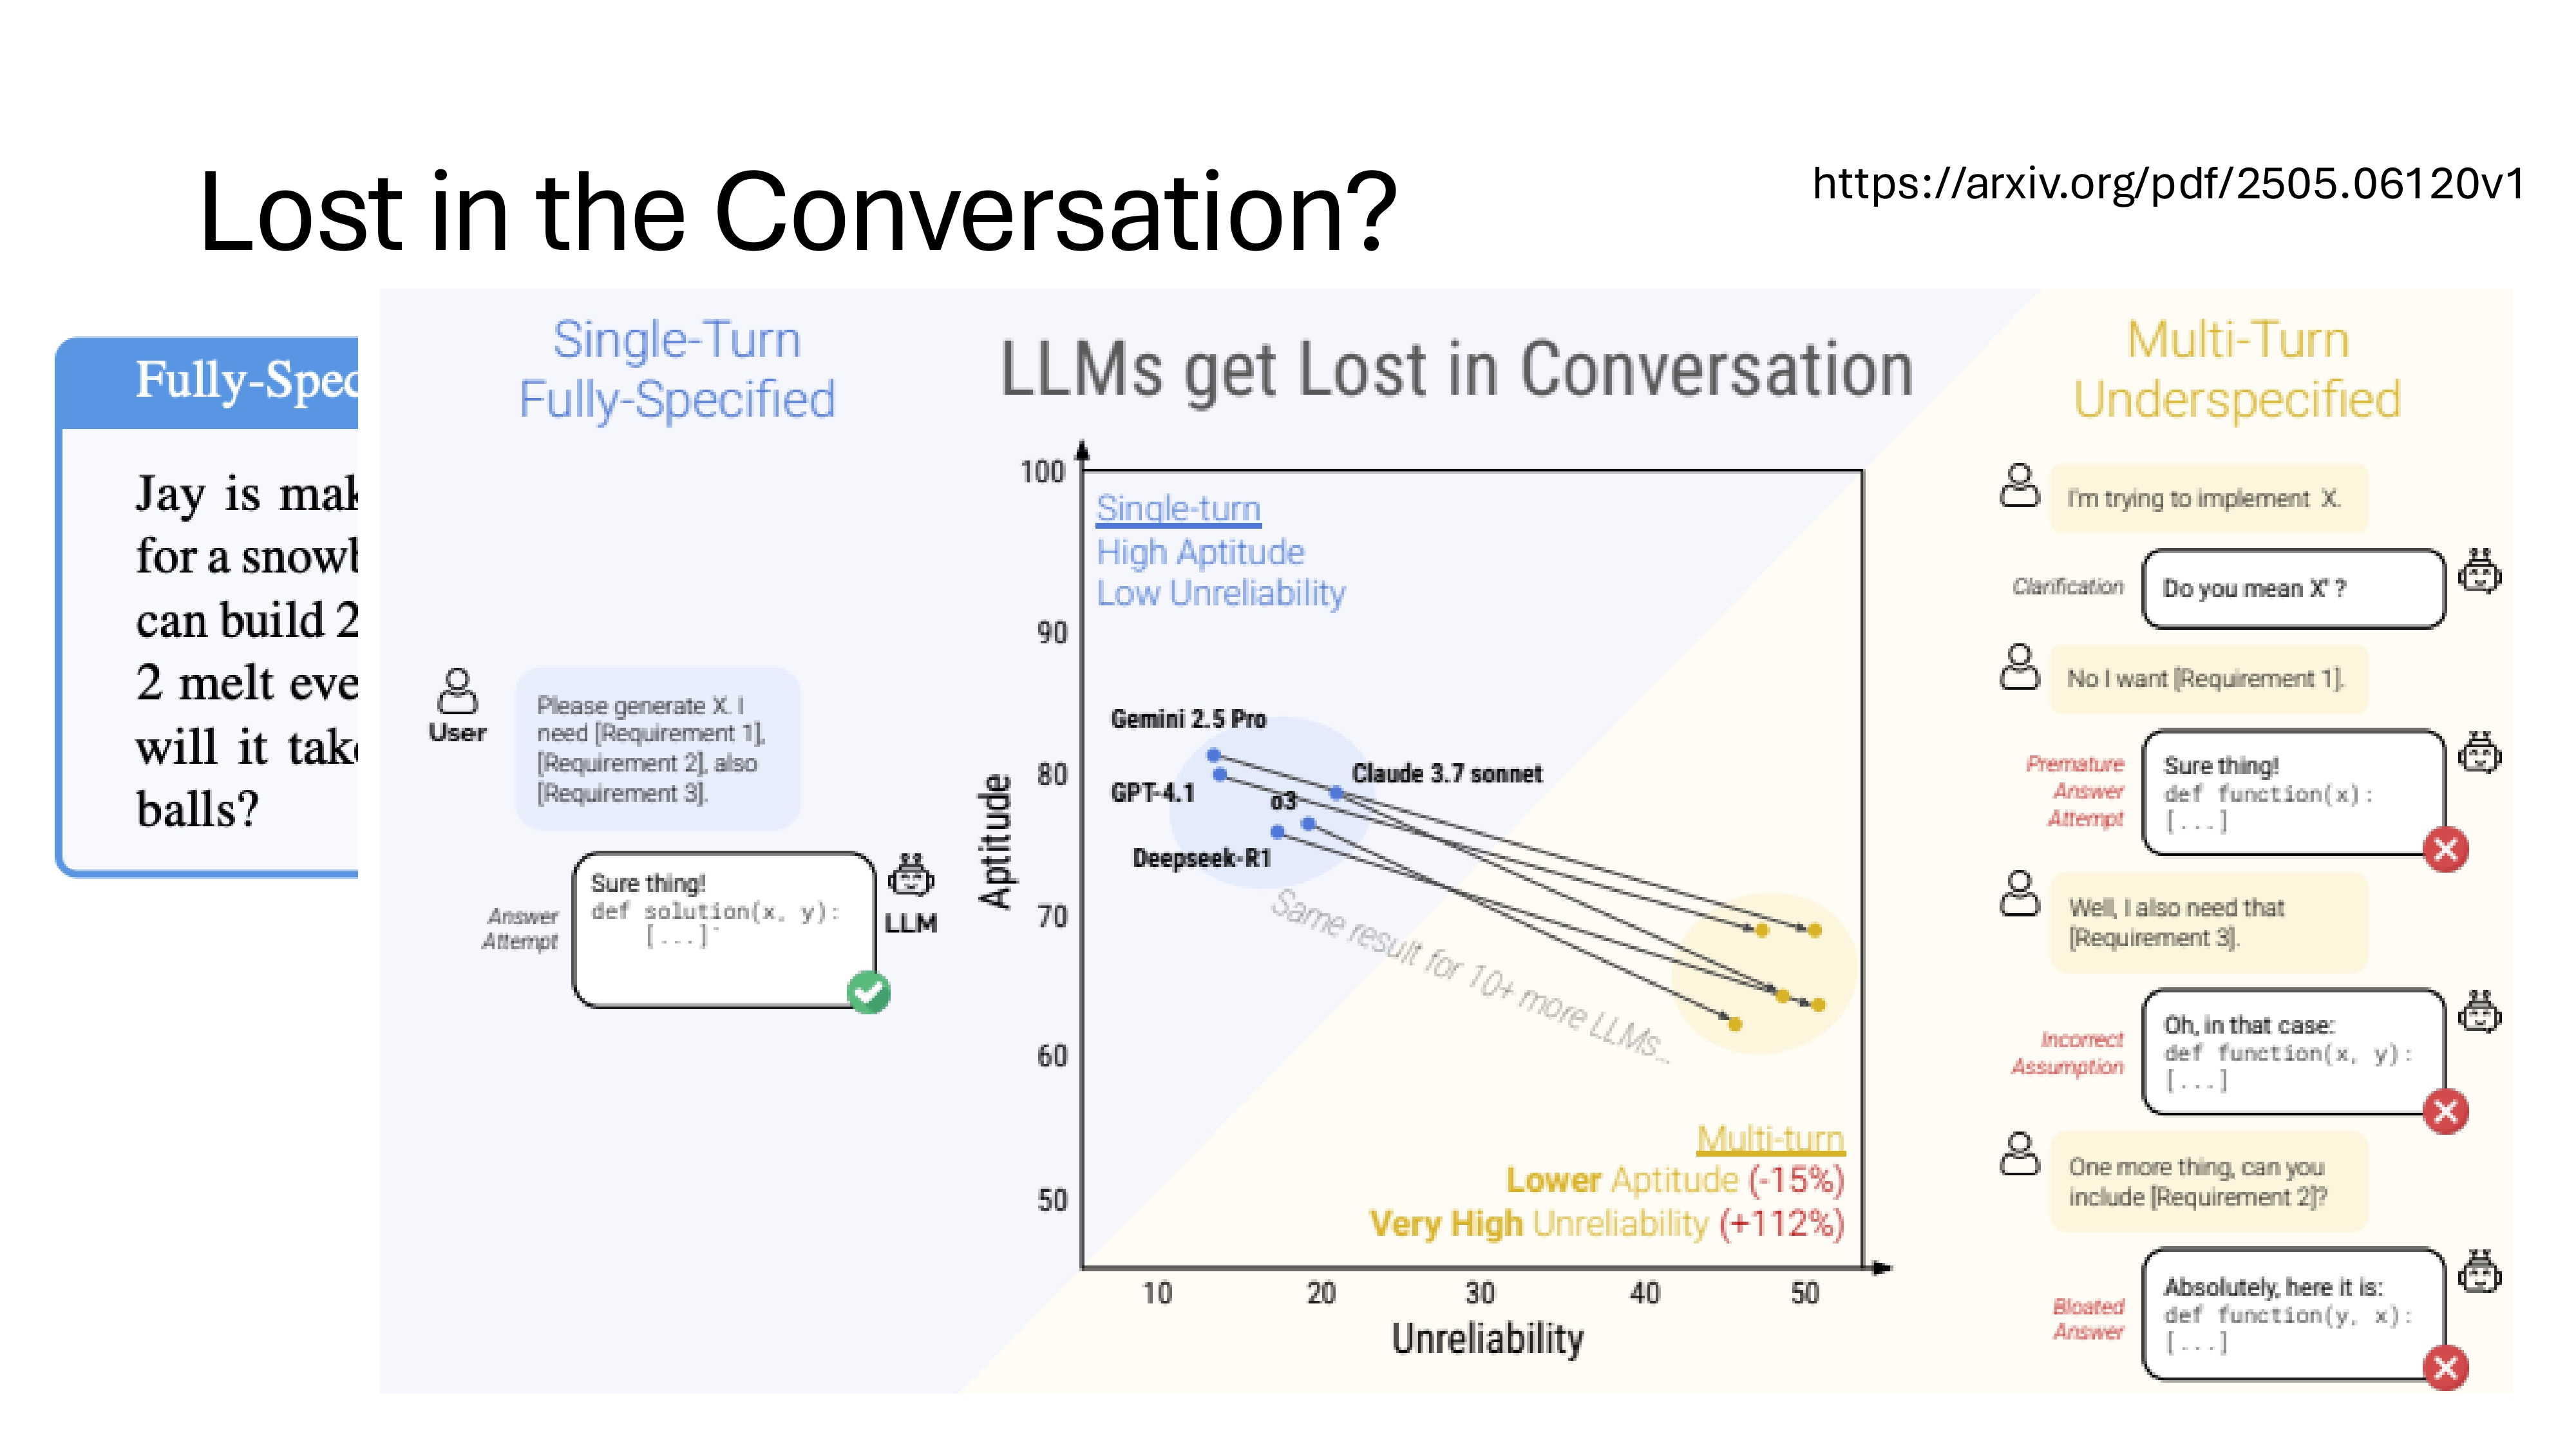 Lost in the Conversation?
https://arxiv.org/pdf/2505.06120v1
Fully-Spec
Jay is mak
for a snowb
can build 2
2 melt eve
will it take
balls?
Single-Turn
Fully-Specified
User
Please generate X. I
need [Requirement 1],
[Requirement 2], also
[Requirement 3].
Answer
Attempt
Sure thing!
def solution(x, y):
[...]`
LLM
LLMs get Lost in Conversation
100
90
80
70
60
50
Aptitude
Single-turn
High Aptitude
Low Unreliability
Gemini 2.5 Pro
GPT-4.1
o3
Claude 3.7 sonnet
Deepseek-R1
Same result for 10+ more LLMs...
Multi-turn
Lower Aptitude (-15%)
Very High Unreliability (+112%)
10
20
30
40
50
Unreliability
Multi-Turn
Underspecified
I'm trying to implement X.
Clarification
Do you mean X' ?
No I want [Requirement 1].
Premature
Answer
Attempt
Sure thing!
def function(x):
[...]
Well, I also need that
[Requirement 3].
Incorrect
Assumption
Oh, in that case:
def function(x, y):
[...]
One more thing, can you
include [Requirement 2]?
Bloated
Answer
Absolutely, here it is:
def function(y, x):
[...]